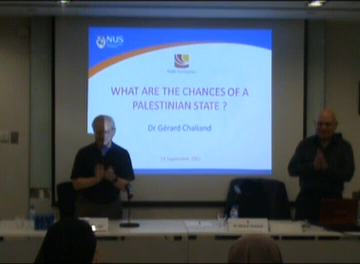 NUS
WHAT ARE THE CHANCES OF A
PALESTINIAN STATE ?
Dr Gérard Chaliand